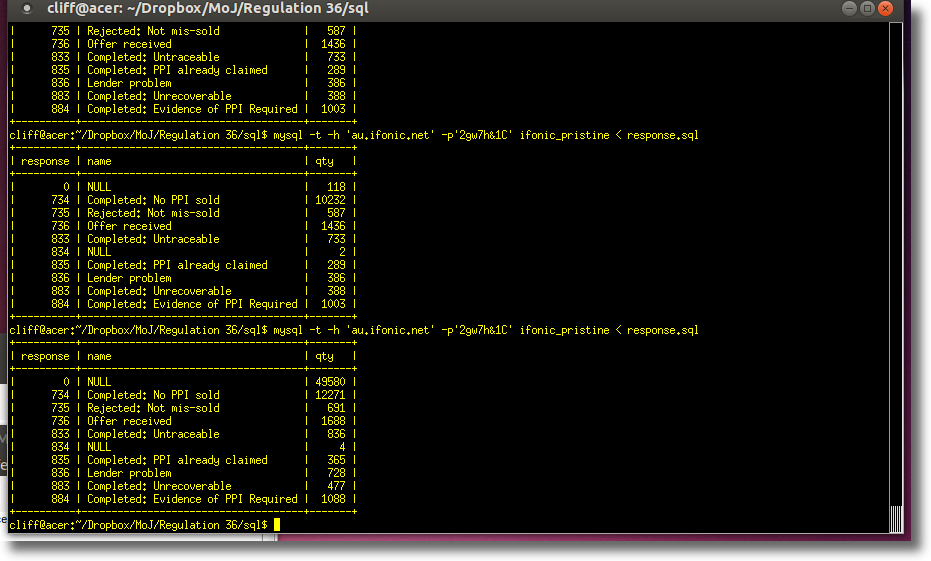 cliff@acer: ~/Dropbox/MoJ/Regulation 36/sql
| 735 | Rejected: Not mis-sold | 587 |
| 736 | Offer received | 1436 |
| 833 | Completed: Untraceable | 733 |
| 835 | Completed: PPI already claimed | 289 |
| 836 | Lender problem | 386 |
| 883 | Completed: Unrecoverable | 388 |
| 884 | Completed: Evidence of PPI Required | 1003 |
+----------+-------------------------------------+-------+
cliff@acer:~/Dropbox/MoJ/Regulation 36/sql$ mysql -t -h 'au.ifonic.net' -p'2gw7h&1C' ifonic_pristine < response.sql
+----------+-------------------------------------+-------+
| response | name | qty |
+----------+-------------------------------------+-------+
| 0 | NULL | 118 |
| 734 | Completed: No PPI sold | 10232 |
| 735 | Rejected: Not mis-sold | 587 |
| 736 | Offer received | 1436 |
| 833 | Completed: Untraceable | 733 |
| 834 | NULL | 2 |
| 835 | Completed: PPI already claimed | 289 |
| 836 | Lender problem | 386 |
| 883 | Completed: Unrecoverable | 388 |
| 884 | Completed: Evidence of PPI Required | 1003 |
+----------+-------------------------------------+-------+
cliff@acer:~/Dropbox/MoJ/Regulation 36/sql$ mysql -t -h 'au.ifonic.net' -p'2gw7h&1C' ifonic_pristine < response.sql
+----------+-------------------------------------+-------+
| response | name | qty |
+----------+-------------------------------------+-------+
| 0 | NULL | 49580 |
| 734 | Completed: No PPI sold | 12271 |
| 735 | Rejected: Not mis-sold | 691 |
| 736 | Offer received | 1688 |
| 833 | Completed: Untraceable | 836 |
| 834 | NULL | 4 |
| 835 | Completed: PPI already claimed | 365 |
| 836 | Lender problem | 728 |
| 883 | Completed: Unrecoverable | 477 |
| 884 | Completed: Evidence of PPI Required | 1088 |
+----------+-------------------------------------+-------+
cliff@acer:~/Dropbox/MoJ/Regulation 36/sql$